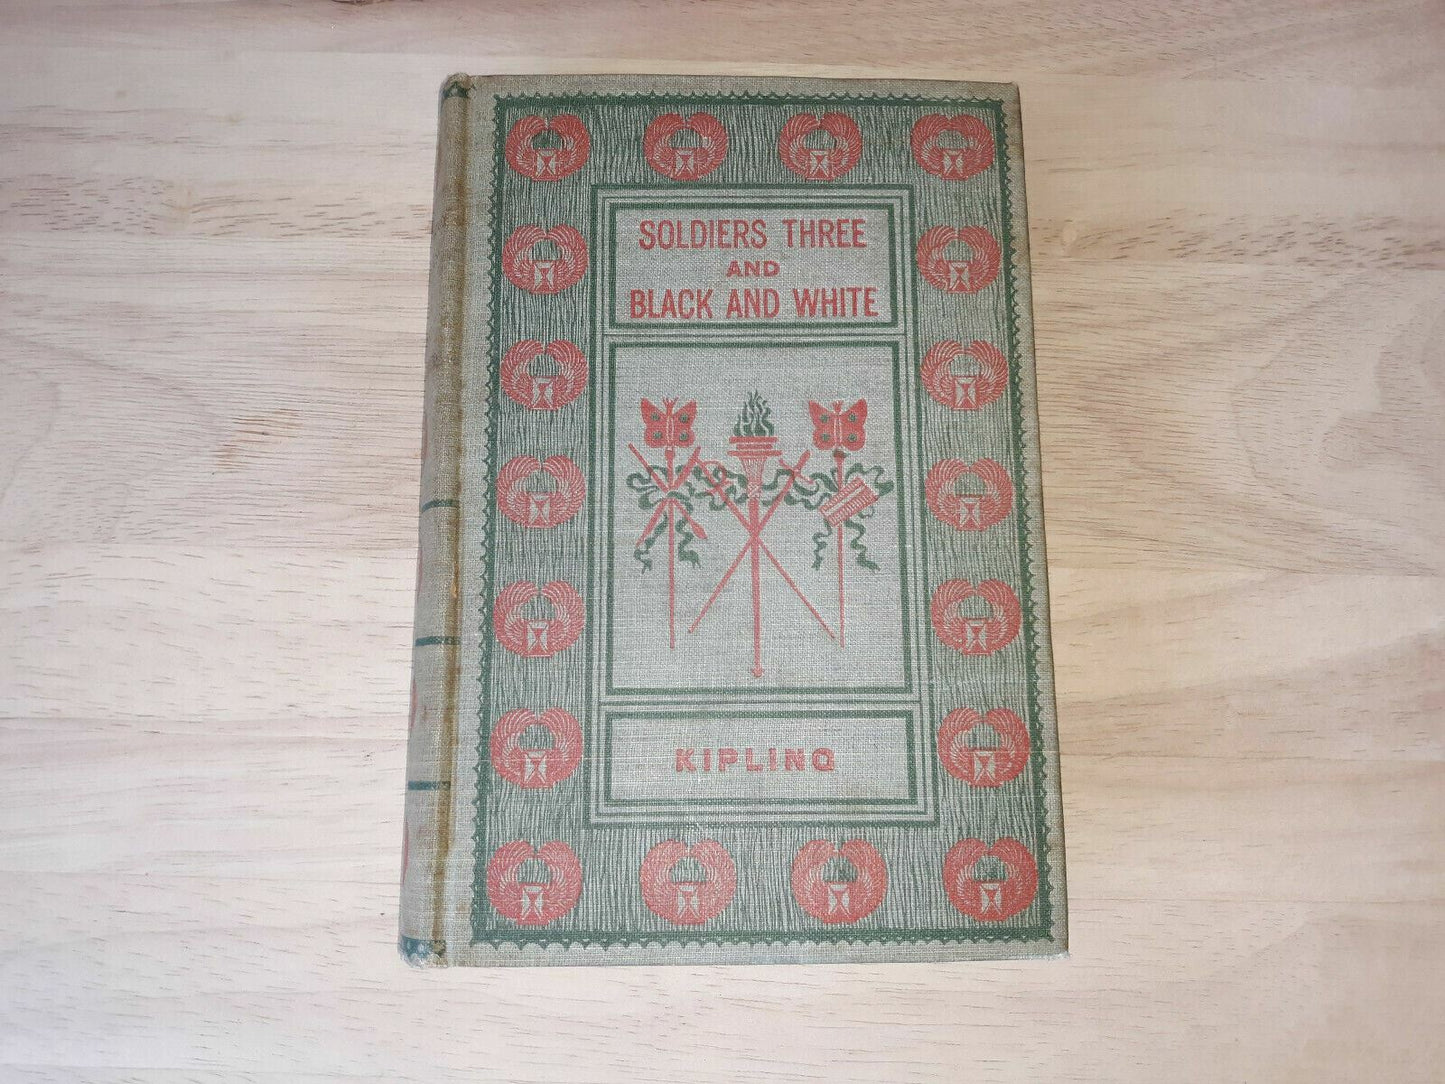 SOLDIERS THREE
AND
BLACK AND WHITE
KIPLING